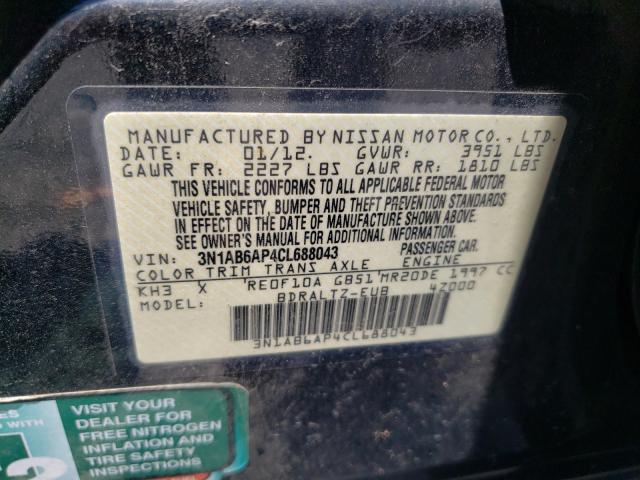 MANUFACTURED BY NISSAN MOTOR CO., LTD.
DATE: 01/12. GVWR: 3951 LBS
GAWR FR: 2227 LBS GAWR RR: 1810 LBS
THIS VEHICLE CONFORMS TO ALL APPLICABLE FEDERAL MOTOR
VEHICLE SAFETY, BUMPER AND THEFT PREVENTION STANDARDS
IN EFFECT ON THE DATE OF MANUFACTURE SHOWN ABOVE.
SEE OWNER'S MANUAL FOR ADDITIONAL INFORMATION.
VIN: 3N1AB6AP4CL688043 PASSENGER CAR.
COLOR TRIM TRANS AXLE ENGINE
KH3 X RE0F10A GB51 MR20DE 1997 CC
MODEL: BDRALTZ-EUB 4Z000
3N1AB6AP4CL688043
VISIT YOUR
DEALER FOR
FREE NITROGEN
INFLATION AND
TIRE SAFETY
INSPECTIONS
ES
WITH
2